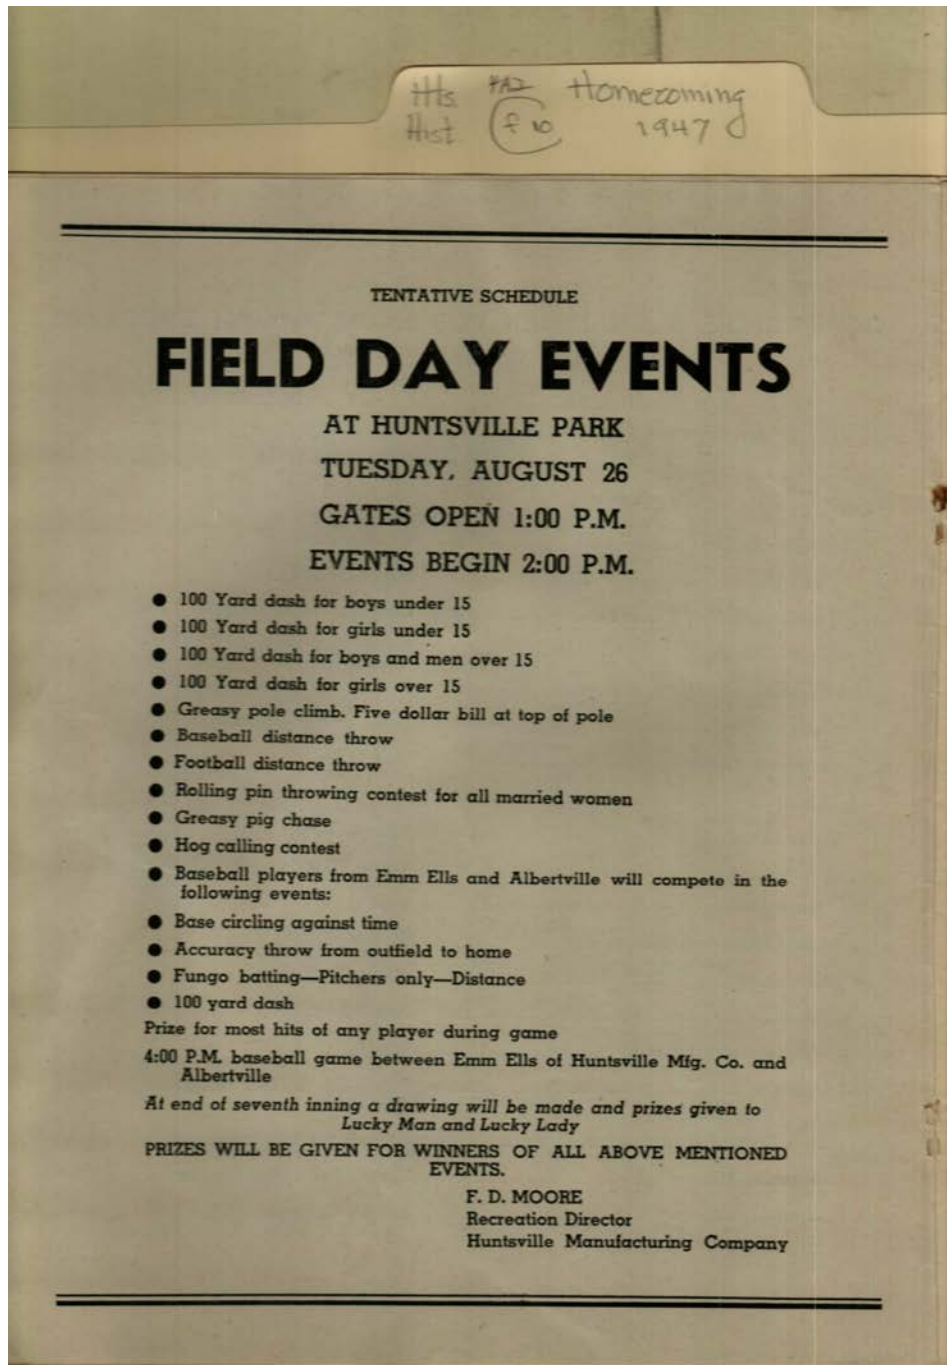 Hts. #A2 Homecoming
Hist (f 10) 1947
TENTATIVE SCHEDULE
FIELD DAY EVENTS
AT HUNTSVILLE PARK
TUESDAY, AUGUST 26
GATES OPEN 1:00 P.M.
EVENTS BEGIN 2:00 P.M.
● 100 Yard dash for boys under 15
● 100 Yard dash for girls under 15
● 100 Yard dash for boys and men over 15
● 100 Yard dash for girls over 15
● Greasy pole climb. Five dollar bill at top of pole
● Baseball distance throw
● Football distance throw
● Rolling pin throwing contest for all married women
● Greasy pig chase
● Hog calling contest
● Baseball players from Emm Ells and Albertville will compete in the
following events:
● Base circling against time
● Accuracy throw from outfield to home
● Fungo batting—Pitchers only—Distance
● 100 yard dash
Prize for most hits of any player during game
4:00 P.M. baseball game between Emm Ells of Huntsville Mfg. Co. and
Albertville
At end of seventh inning a drawing will be made and prizes given to
Lucky Man and Lucky Lady
PRIZES WILL BE GIVEN FOR WINNERS OF ALL ABOVE MENTIONED
EVENTS.
F. D. MOORE
Recreation Director
Huntsville Manufacturing Company